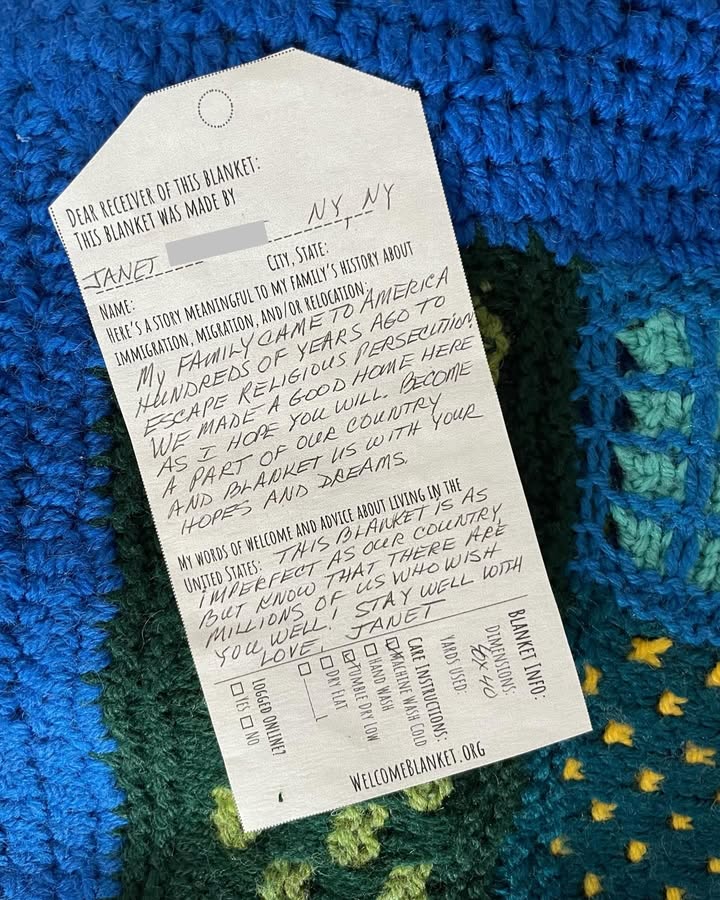 DEAR RECEIVER OF THIS BLANKET:
THIS BLANKET WAS MADE BY
JANET NY, NY
NAME: CITY, STATE:
HERE'S A STORY MEANINGFUL TO MY FAMILY'S HISTORY ABOUT
IMMIGRATION, MIGRATION, AND/OR RELOCATION:
MY FAMILY CAME TO AMERICA
HUNDREDS OF YEARS AGO TO
ESCAPE RELIGIOUS PERSECUTION.
WE MADE A GOOD HOME HERE
AS I HOPE YOU WILL. BECOME
A PART OF OUR COUNTRY
AND BLANKET US WITH YOUR
HOPES AND DREAMS.
MY WORDS OF WELCOME AND ADVICE ABOUT LIVING IN THE
UNITED STATES: THIS BLANKET IS AS
IMPERFECT AS OUR COUNTRY,
BUT KNOW THAT THERE ARE
MILLIONS OF US WHO WISH
YOU WELL! STAY WELL WITH
LOVE, JANET
BLANKET INFO:
DIMENSIONS:
YARDS USED:
CARE INSTRUCTIONS:
MACHINE WASH COLD
HAND WASH
TUMBLE DRY LOW
DRY FLAT
LOGGED ONLINE?
YES NO
WELCOMEBLANKET.ORG